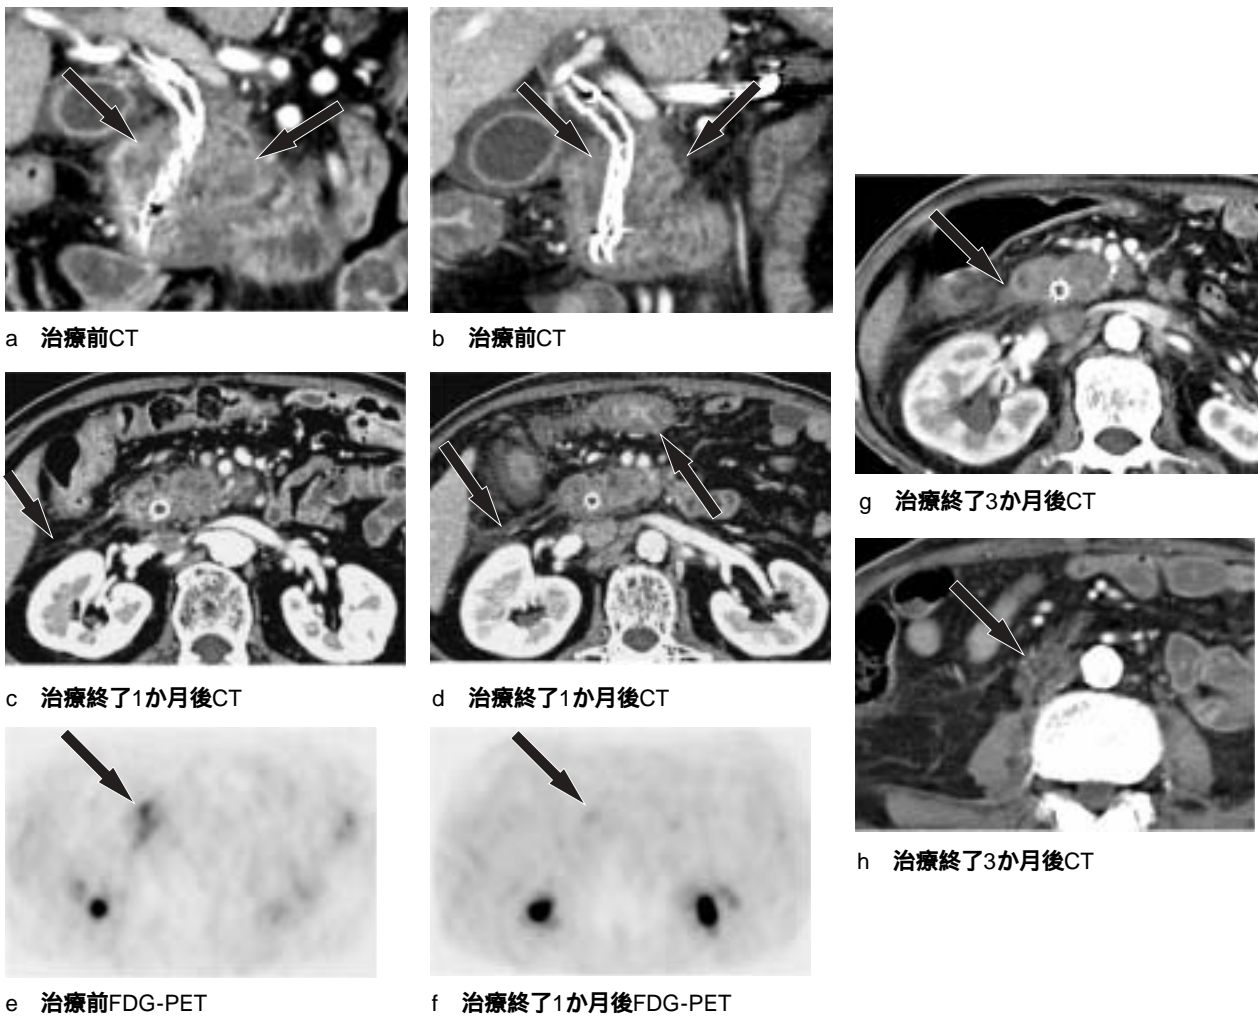 a 治療前CT
b 治療前CT
c 治療終了1か月後CT
d 治療終了1か月後CT
e 治療前FDG-PET
f 治療終了1か月後FDG-PET
g 治療終了3か月後CT
h 治療終了3か月後CT